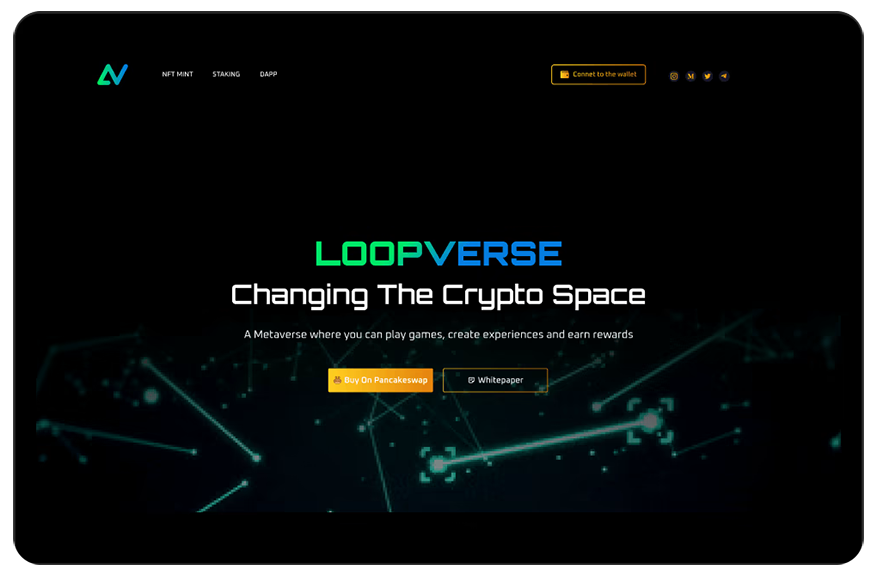 NFT MINT STAKING DAPP Connet to the wallet
LOOPVERSE
Changing The Crypto Space
A Metaverse where you can play games, create experiences and earn rewards
Buy On Pancakeswap Whitepaper